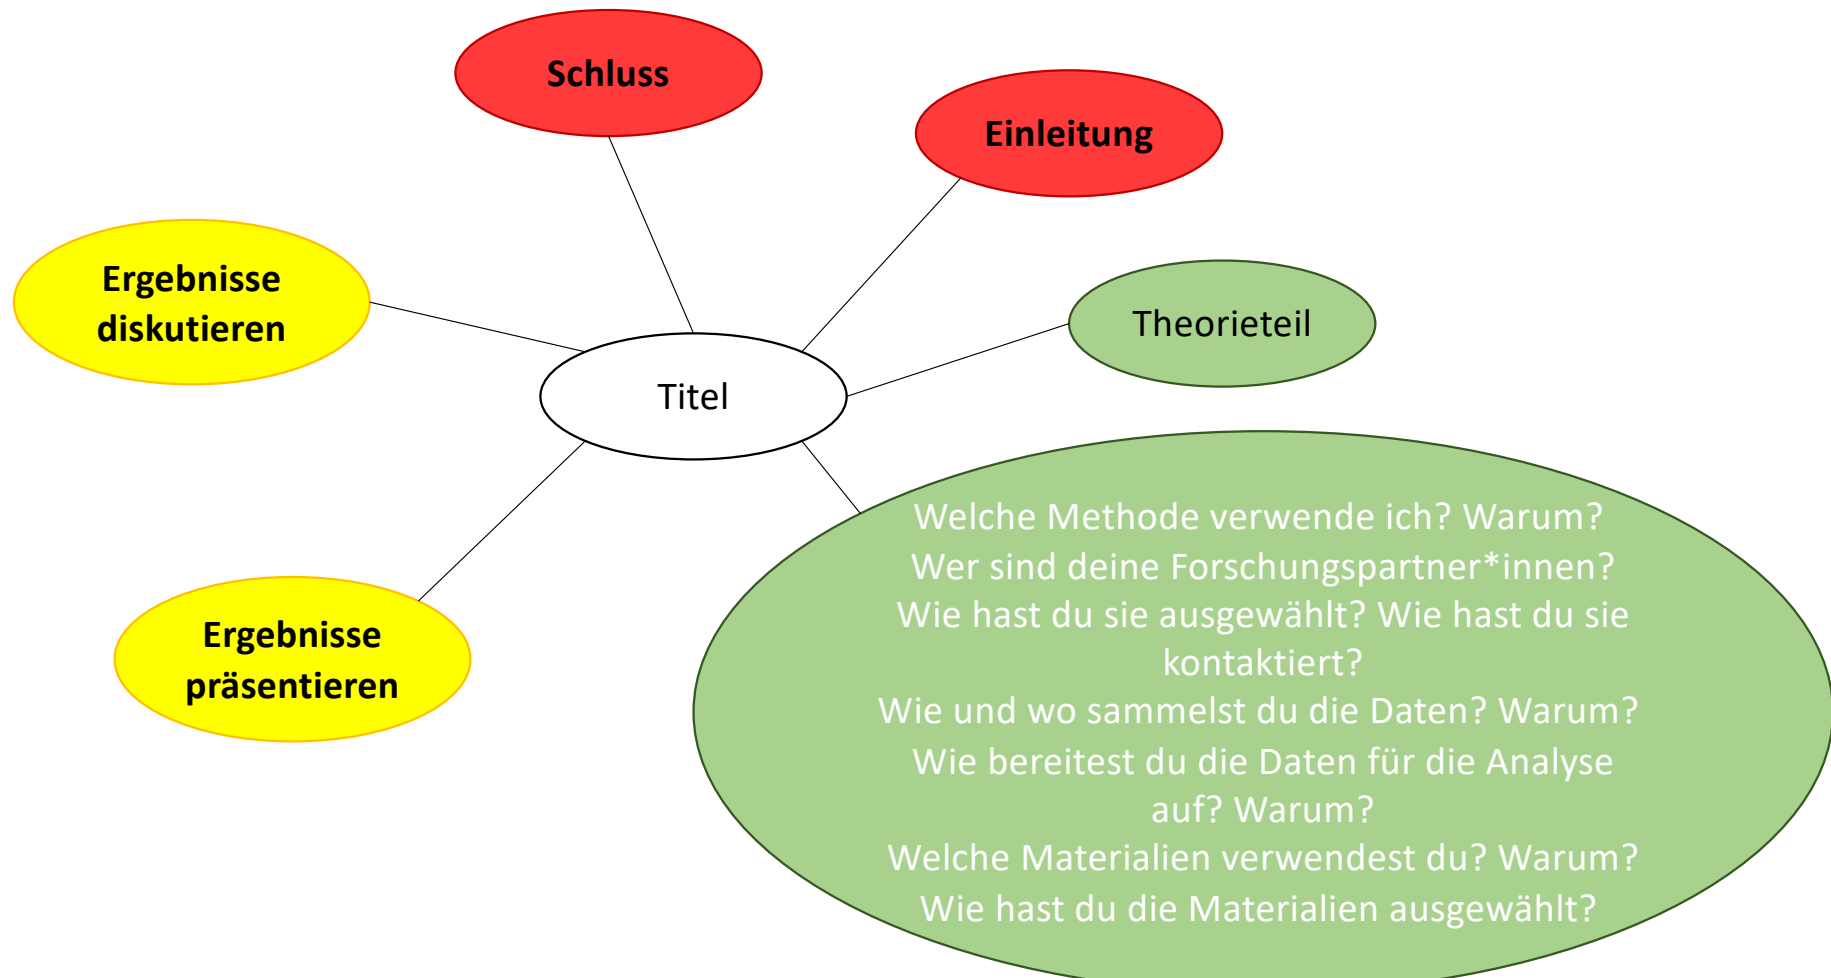 Schluss
Einleitung
Ergebnisse
diskutieren
Theorieteil
Titel
Ergebnisse
präsentieren
Welche Methode verwende ich? Warum?
Wer sind deine Forschungspartner*innen?
Wie hast du sie ausgewählt? Wie hast du sie
kontaktiert?
Wie und wo sammelst du die Daten? Warum?
Wie bereitest du die Daten für die Analyse
auf? Warum?
Welche Materialien verwendest du? Warum?
Wie hast du die Materialien ausgewählt?